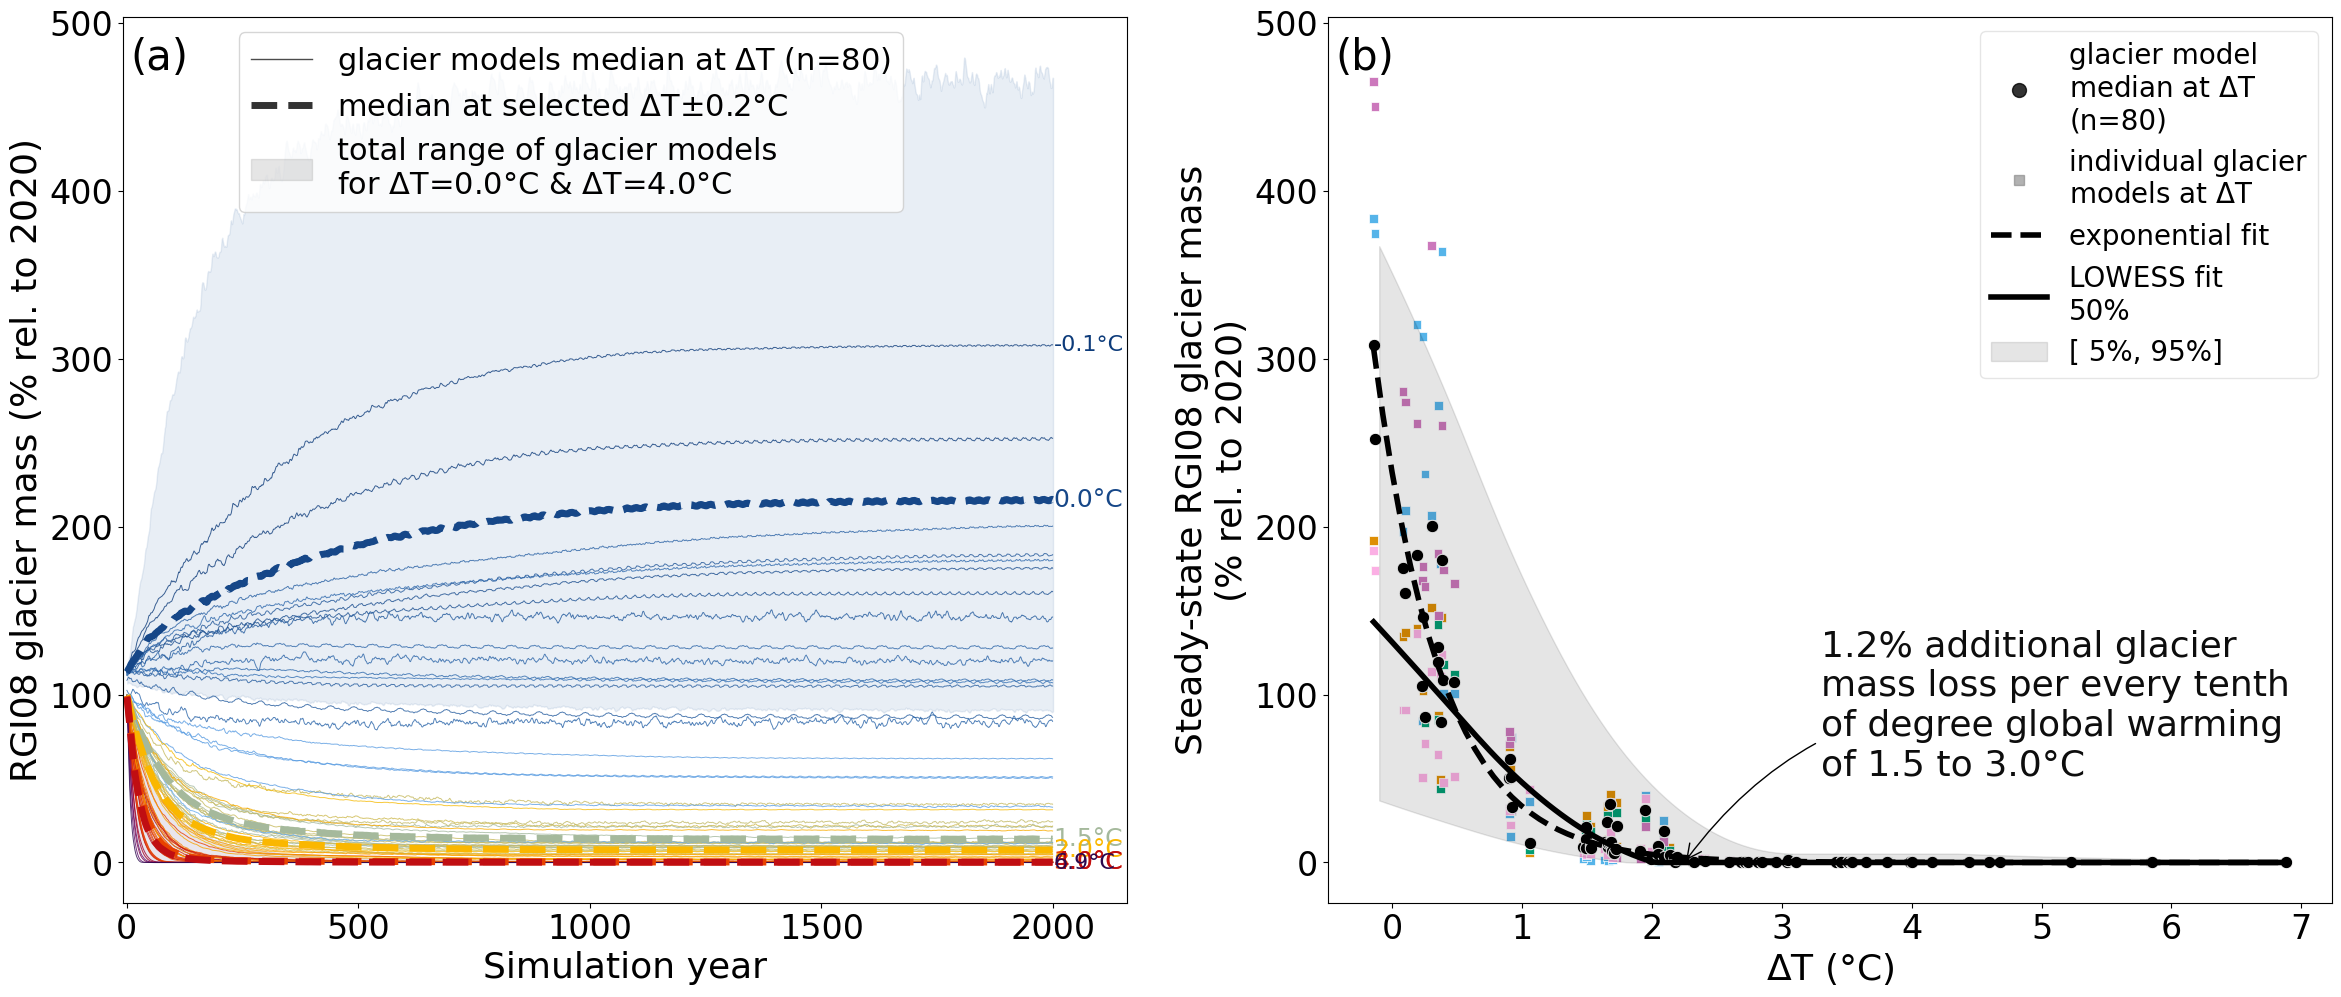 (a)
glacier models median at ΔT (n=80)
median at selected ΔT±0.2°C
total range of glacier models
for ΔT=0.0°C & ΔT=4.0°C
RGI08 glacier mass (% rel. to 2020)
500
400
300
200
100
0
-0.1°C
0.0°C
1.5°C
0 500 1000 1500 2000
Simulation year
(b)
glacier model
median at ΔT
(n=80)
individual glacier
models at ΔT
exponential fit
LOWESS fit
50%
[ 5%, 95%]
Steady-state RGI08 glacier mass
(% rel. to 2020)
500
400
300
200
100
0
1.2% additional glacier
mass loss per every tenth
of degree global warming
of 1.5 to 3.0°C
0 1 2 3 4 5 6 7
ΔT (°C)